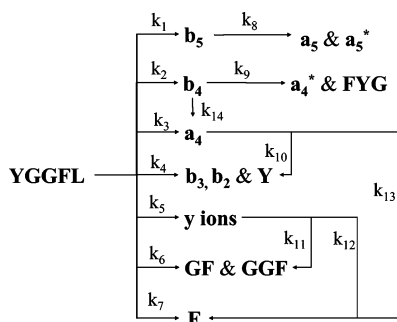 k1 k8
b5 a5 & a5*
k2 k9
b4 a4* & FYG
k14
k3
a4
k4 k10
YGGFL b3, b2 & Y k13
k5
y ions
k6 k11 k12
GF & GGF
k7
F